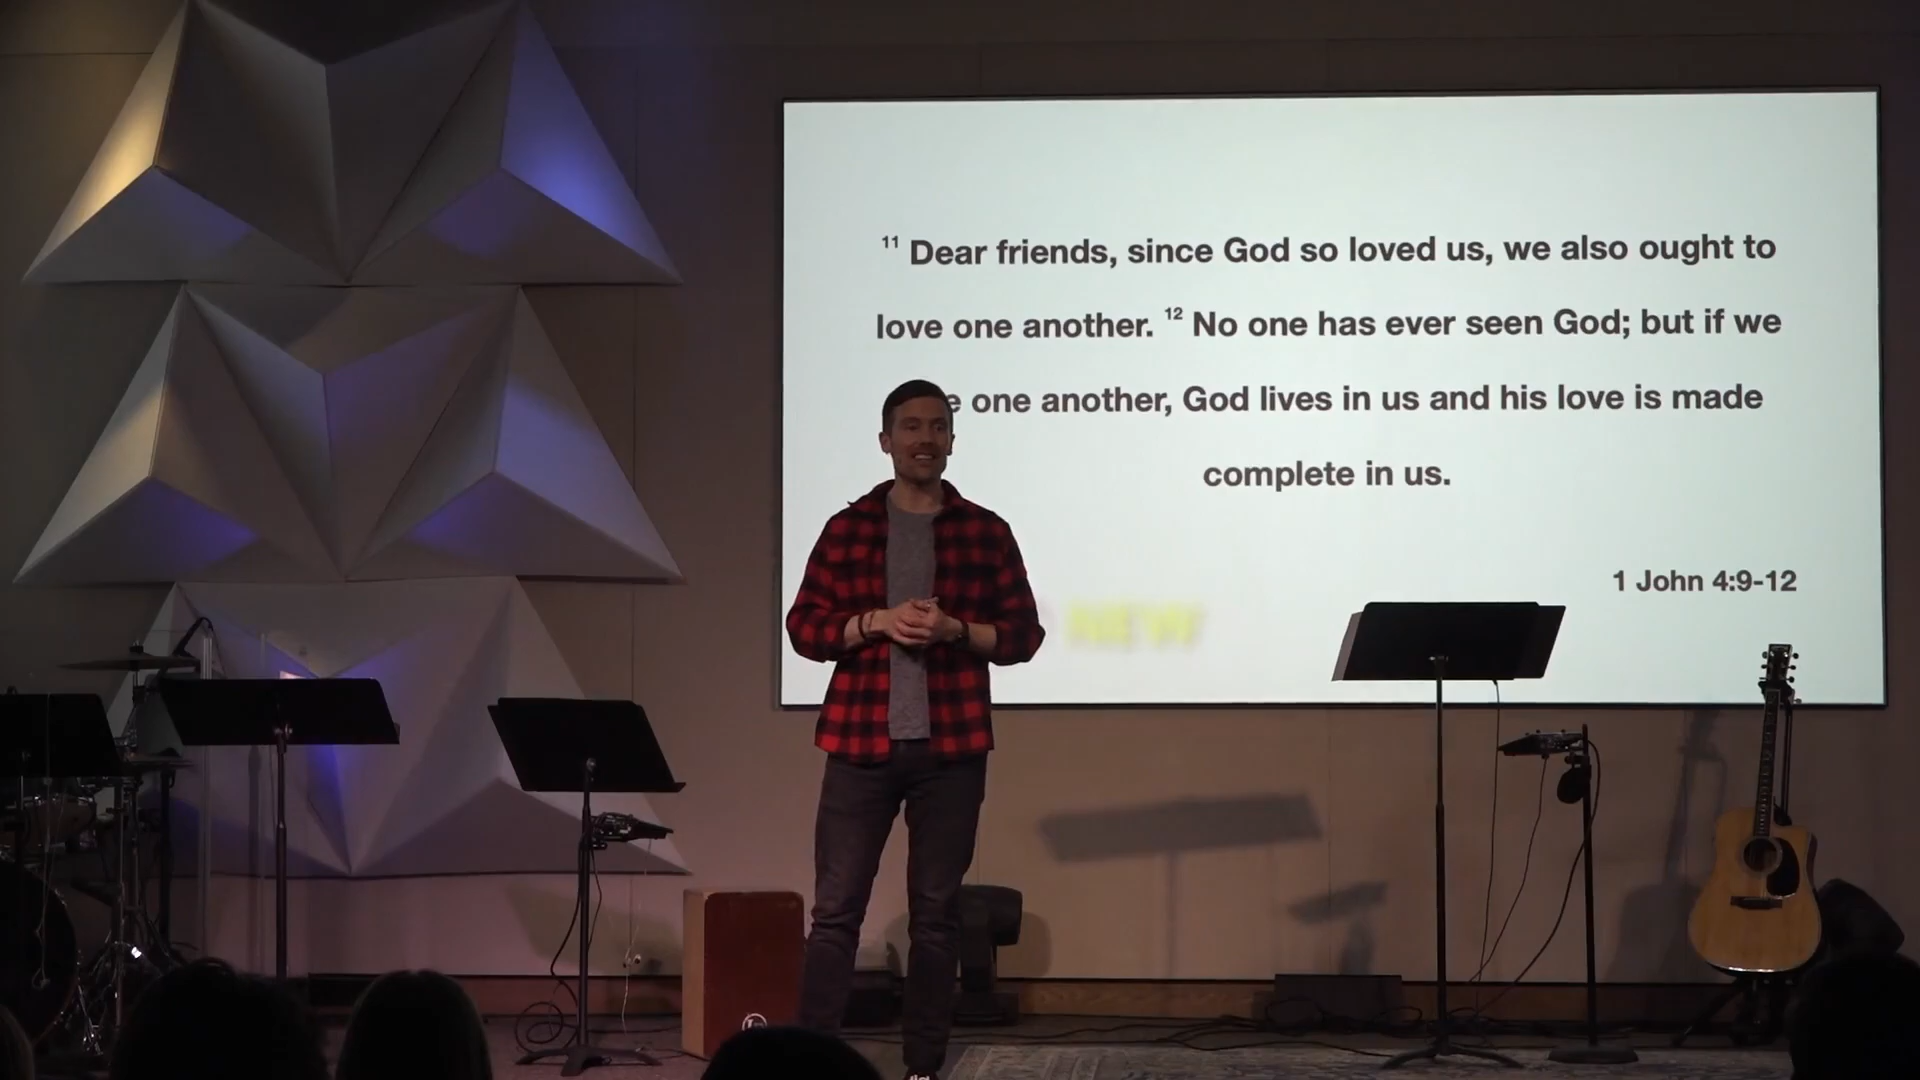 11 Dear friends, since God so loved us, we also ought to
love one another. 12 No one has ever seen God; but if we
e one another, God lives in us and his love is made
complete in us.
1 John 4:9-12
NEW